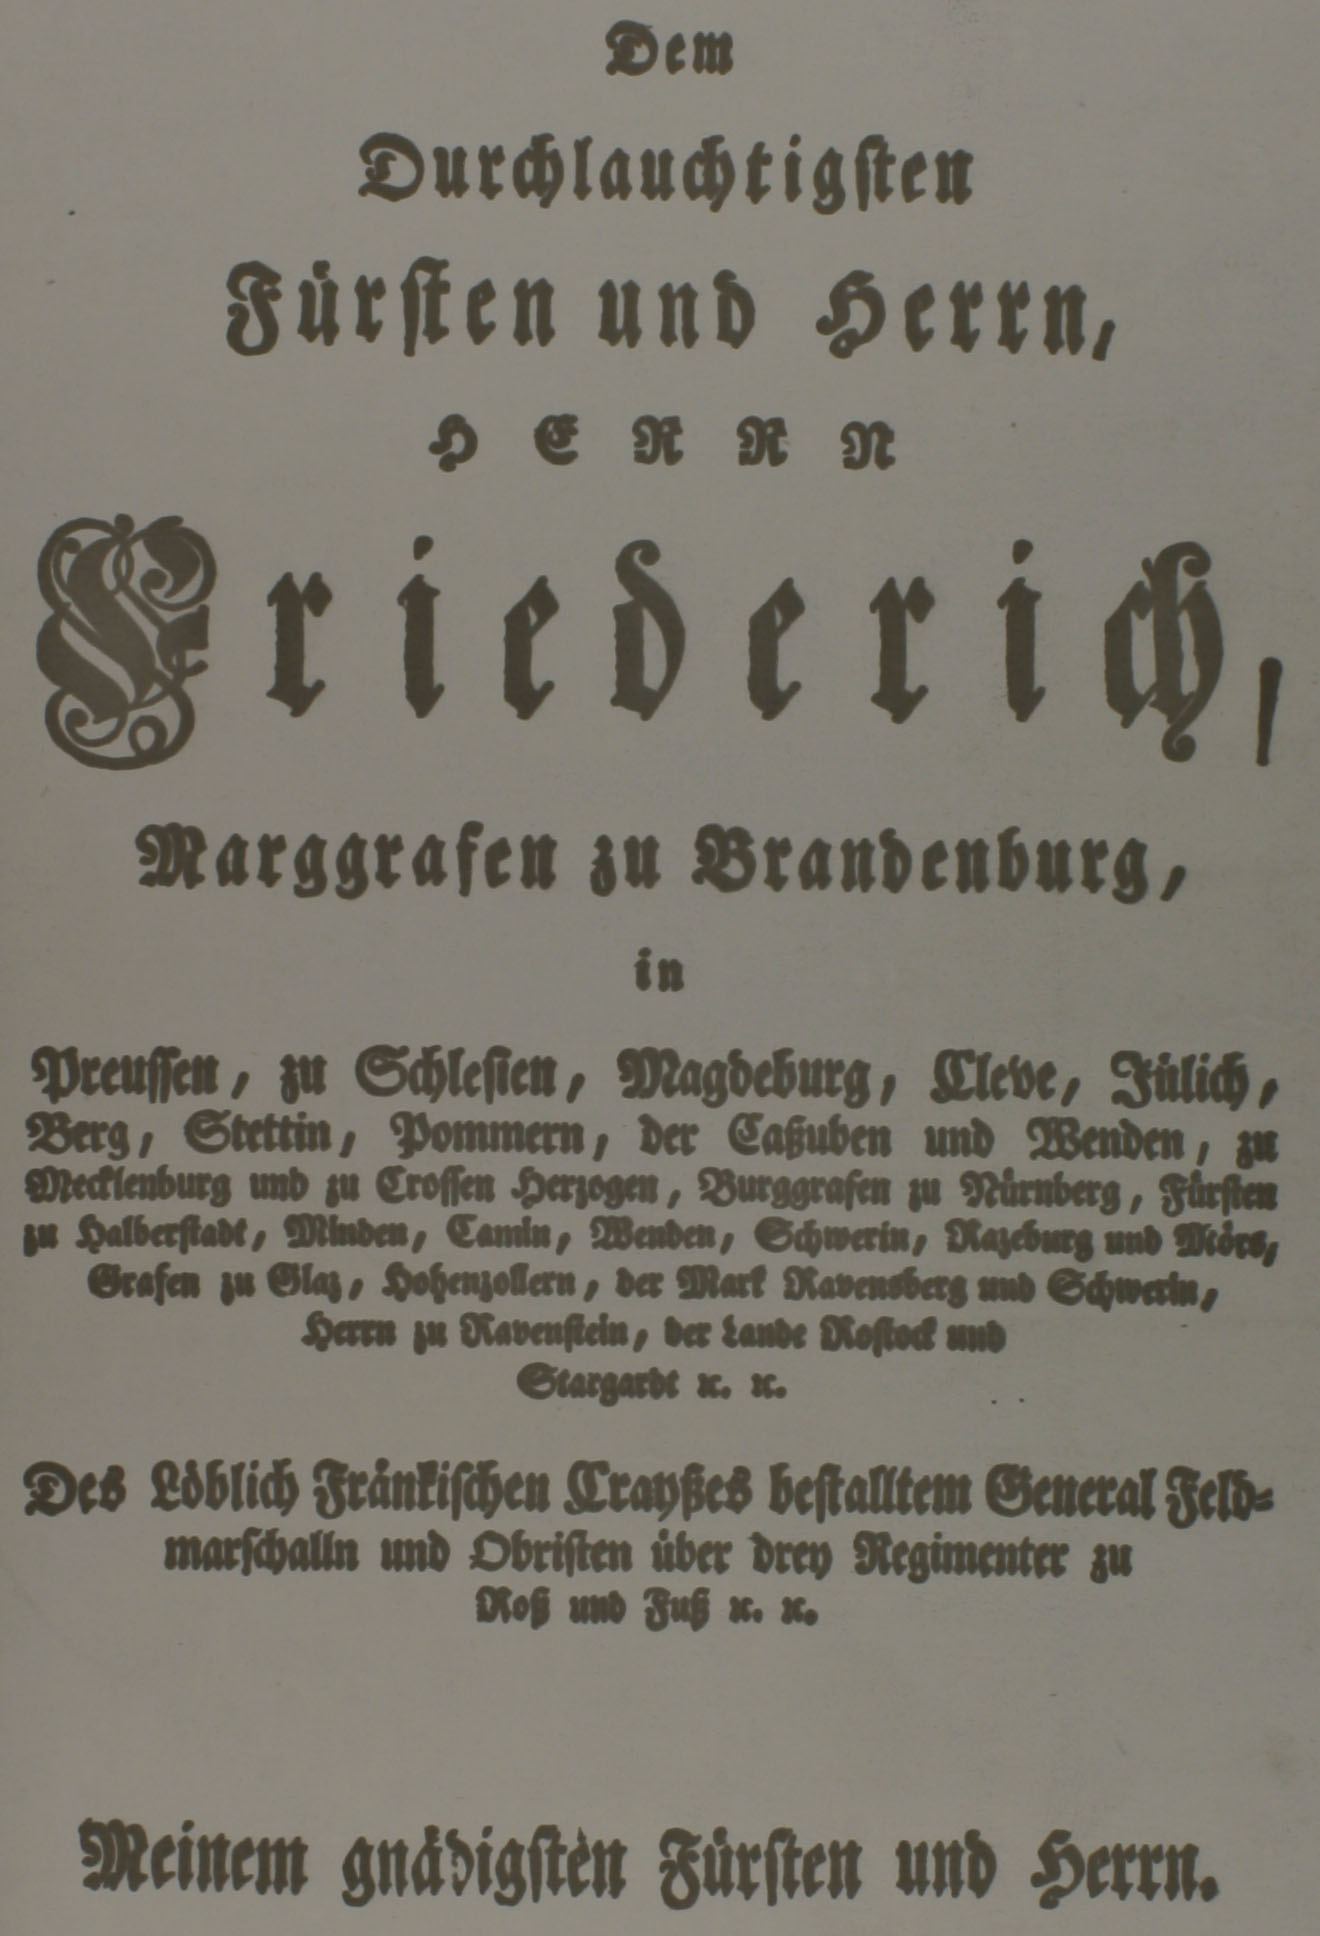 Dem
Durchlauchtigsten
Fürsten und Herrn,
HERRN
Friederich,
Marggrafen zu Brandenburg,
in
Preussen, zu Schlesien, Magdeburg, Cleve, Jülich,
Berg, Stettin, Pommern, der Caßuben und Wenden, zu
Mecklenburg und zu Crossen Herzogen, Burggrafen zu Nürnberg, Fürsten
zu Halberstadt, Minden, Camin, Wenden, Schwerin, Razeburg und Mörs,
Grafen zu Glaz, Hohenzollern, der Mark Ravensberg und Schwerin,
Herrn zu Ravenstein, der Lande Rostock und
Stargardt ꝛc. ꝛc.
Des Löblich Fränkischen Crayßes bestalltem General Feld⸗
marschalln und Obristen über drey Regimenter zu
Roß und Fuß ꝛc. ꝛc.
Meinem gnädigsten Fürsten und Herrn.